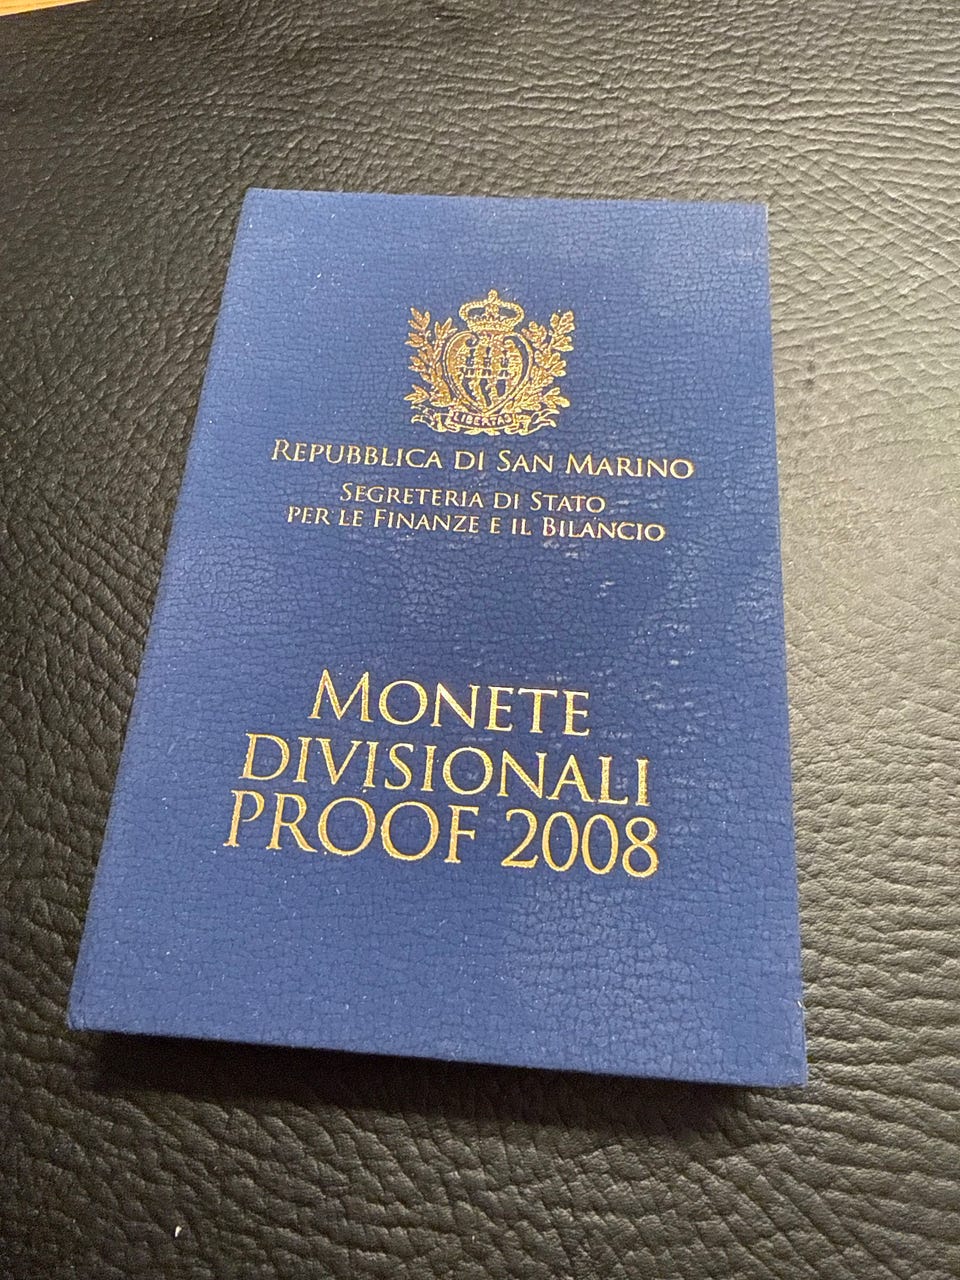 LIBERTAS
REPUBBLICA DI SAN MARINO
SEGRETERIA DI STATO
PER LE FINANZE E IL BILANCIO
MONETE
DIVISIONALI
PROOF 2008